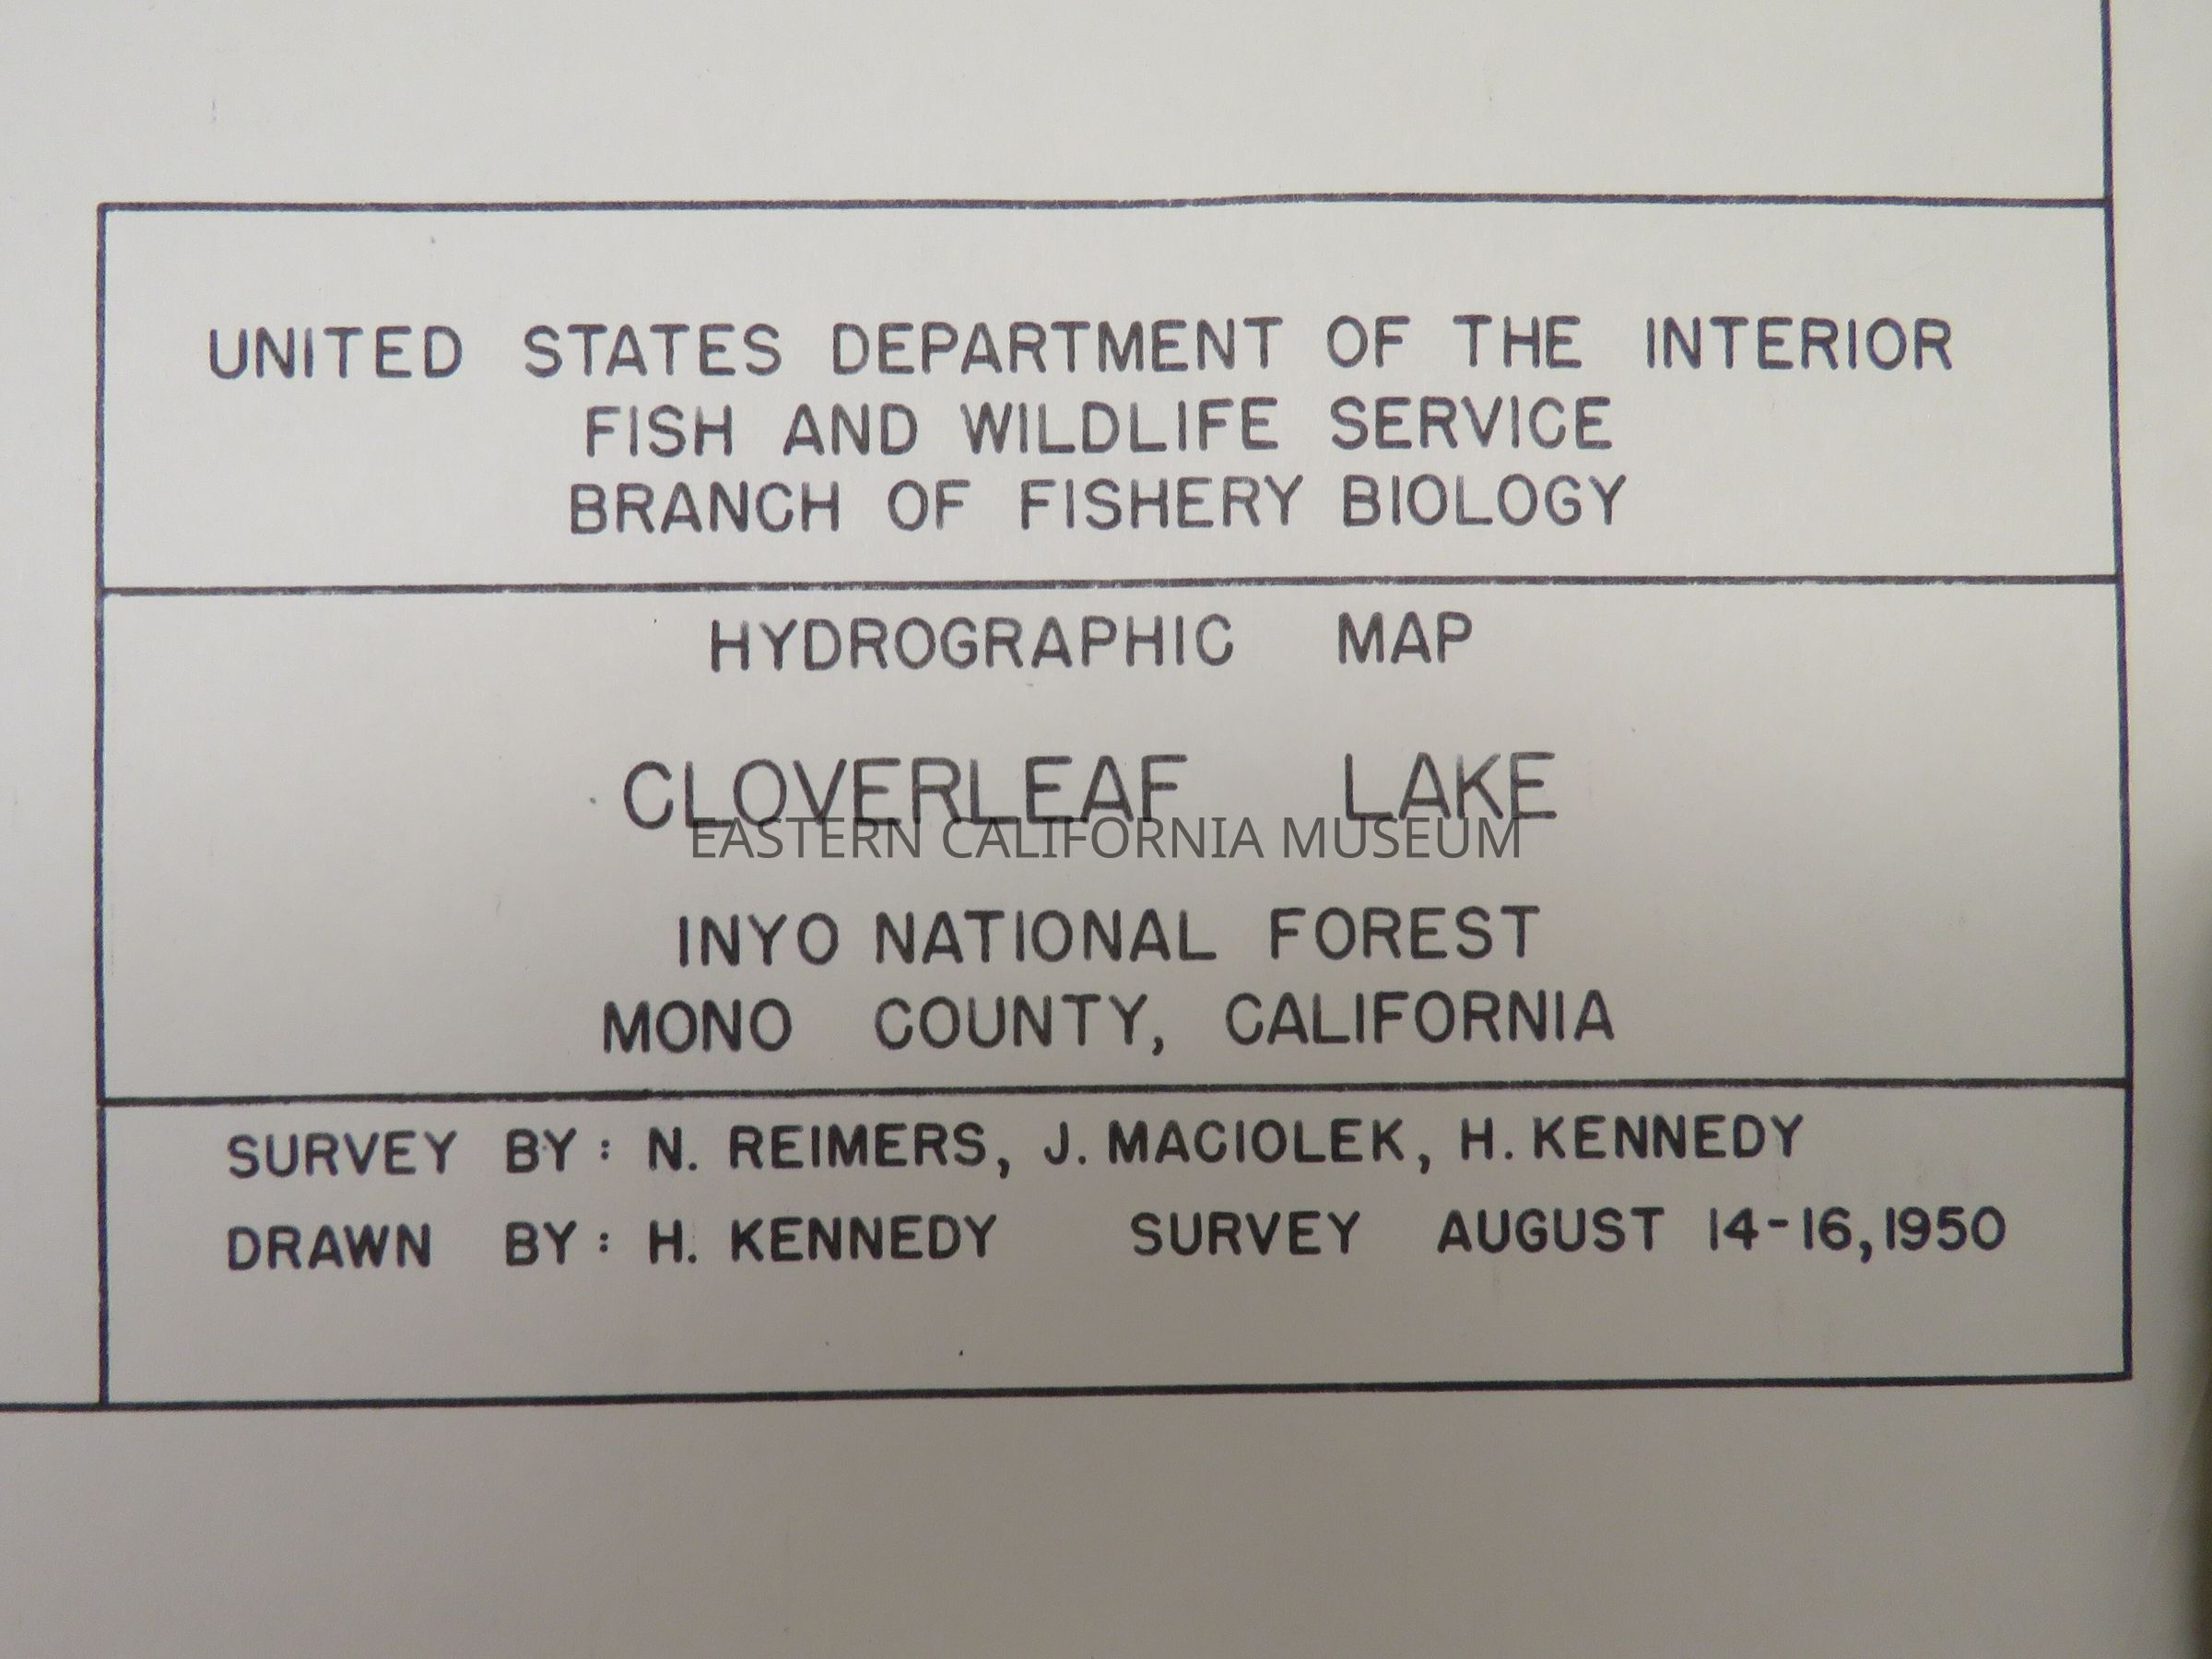 UNITED STATES DEPARTMENT OF THE INTERIOR
FISH AND WILDLIFE SERVICE
BRANCH OF FISHERY BIOLOGY
HYDROGRAPHIC MAP
CLOVERLEAF LAKE
EASTERN CALIFORNIA MUSEUM
INYO NATIONAL FOREST
MONO COUNTY, CALIFORNIA
SURVEY BY: N. REIMERS, J. MACIOLEK, H. KENNEDY
DRAWN BY: H. KENNEDY SURVEY AUGUST 14-16, 1950